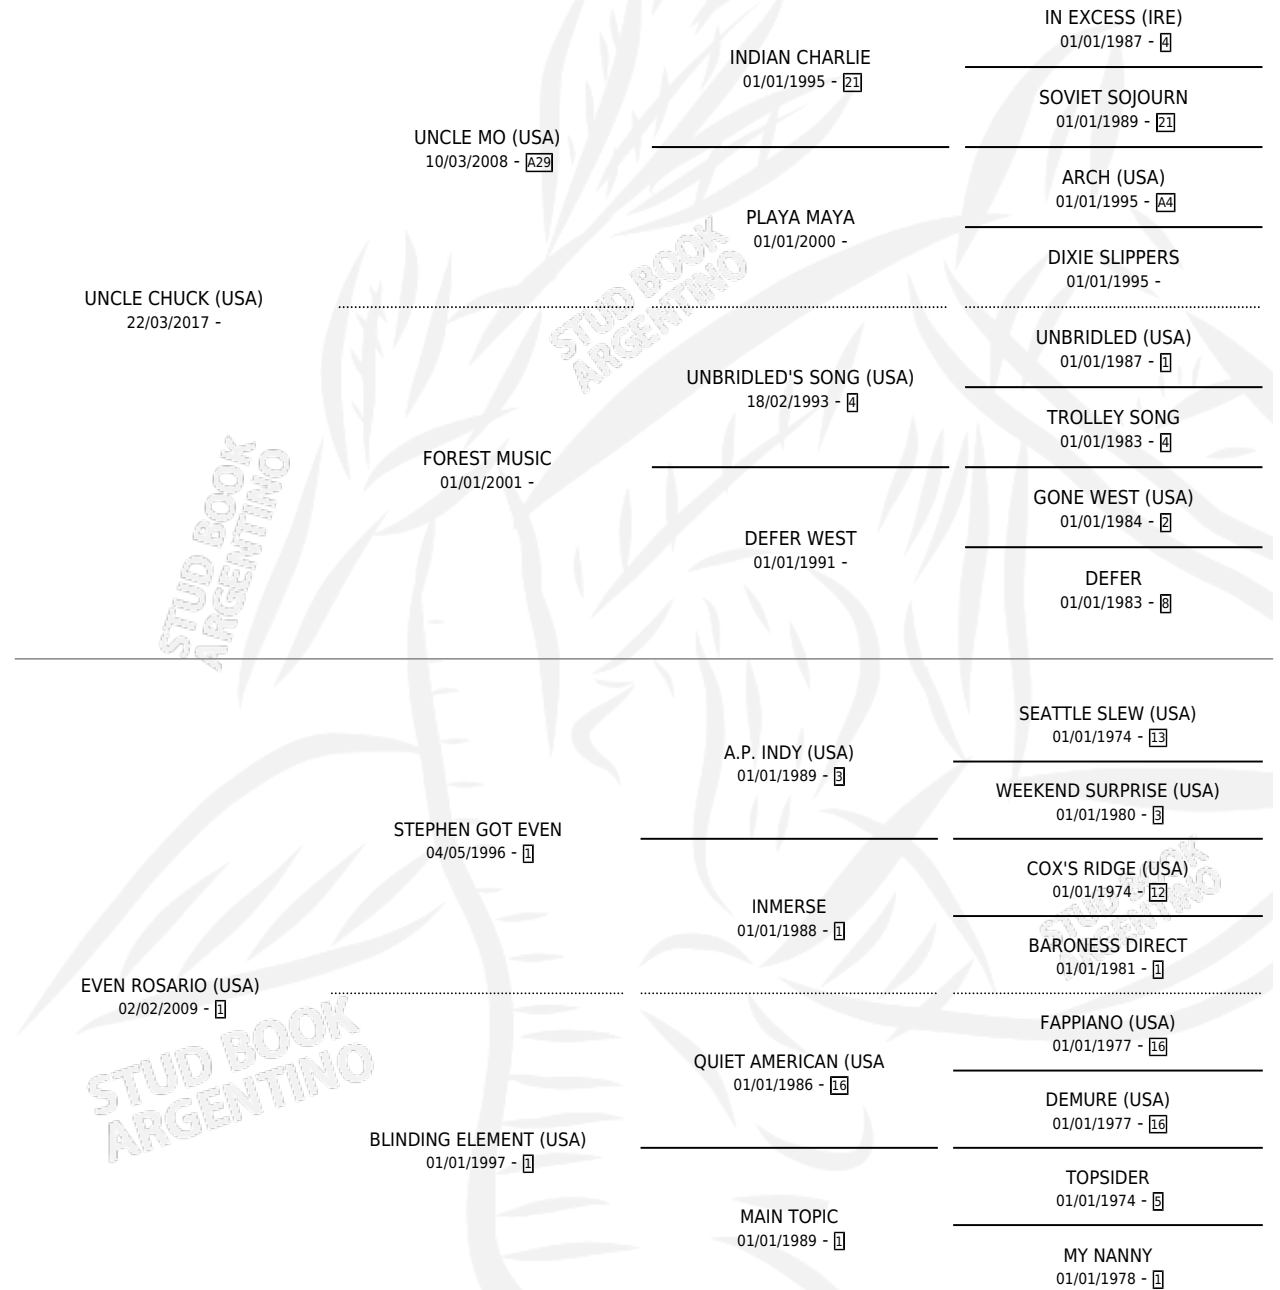 IN EXCESS (IRE)
01/01/1987 - 4
INDIAN CHARLIE
01/01/1995 - 21
SOVIET SOJOURN
01/01/1989 - 21
UNCLE MO (USA)
10/03/2008 - A29
ARCH (USA)
01/01/1995 - A4
PLAYA MAYA
01/01/2000 -
DIXIE SLIPPERS
01/01/1995 -
UNCLE CHUCK (USA)
22/03/2017 -
UNBRIDLED (USA)
01/01/1987 - 1
UNBRIDLED'S SONG (USA)
18/02/1993 - 4
TROLLEY SONG
01/01/1983 - 4
FOREST MUSIC
01/01/2001 -
GONE WEST (USA)
01/01/1984 - 2
DEFER WEST
01/01/1991 -
DEFER
01/01/1983 - 8
SEATTLE SLEW (USA)
01/01/1974 - 13
A.P. INDY (USA)
01/01/1989 - 3
WEEKEND SURPRISE (USA)
01/01/1980 - 3
STEPHEN GOT EVEN
04/05/1996 - 1
COX'S RIDGE (USA)
01/01/1974 - 12
INMERSE
01/01/1988 - 1
BARONESS DIRECT
01/01/1981 - 1
EVEN ROSARIO (USA)
02/02/2009 - 1
FAPPIANO (USA)
01/01/1977 - 16
QUIET AMERICAN (USA
01/01/1986 - 16
DEMURE (USA)
01/01/1977 - 16
BLINDING ELEMENT (USA)
01/01/1997 - 1
TOPSIDER
01/01/1974 - 5
MAIN TOPIC
01/01/1989 - 1
MY NANNY
01/01/1978 - 1
STUD BOOK
ARGENTINO
STUD BOOK
ARGENTINO
STUD BOOK
ARGENTINO
STUD BOOK
ARGENTINO